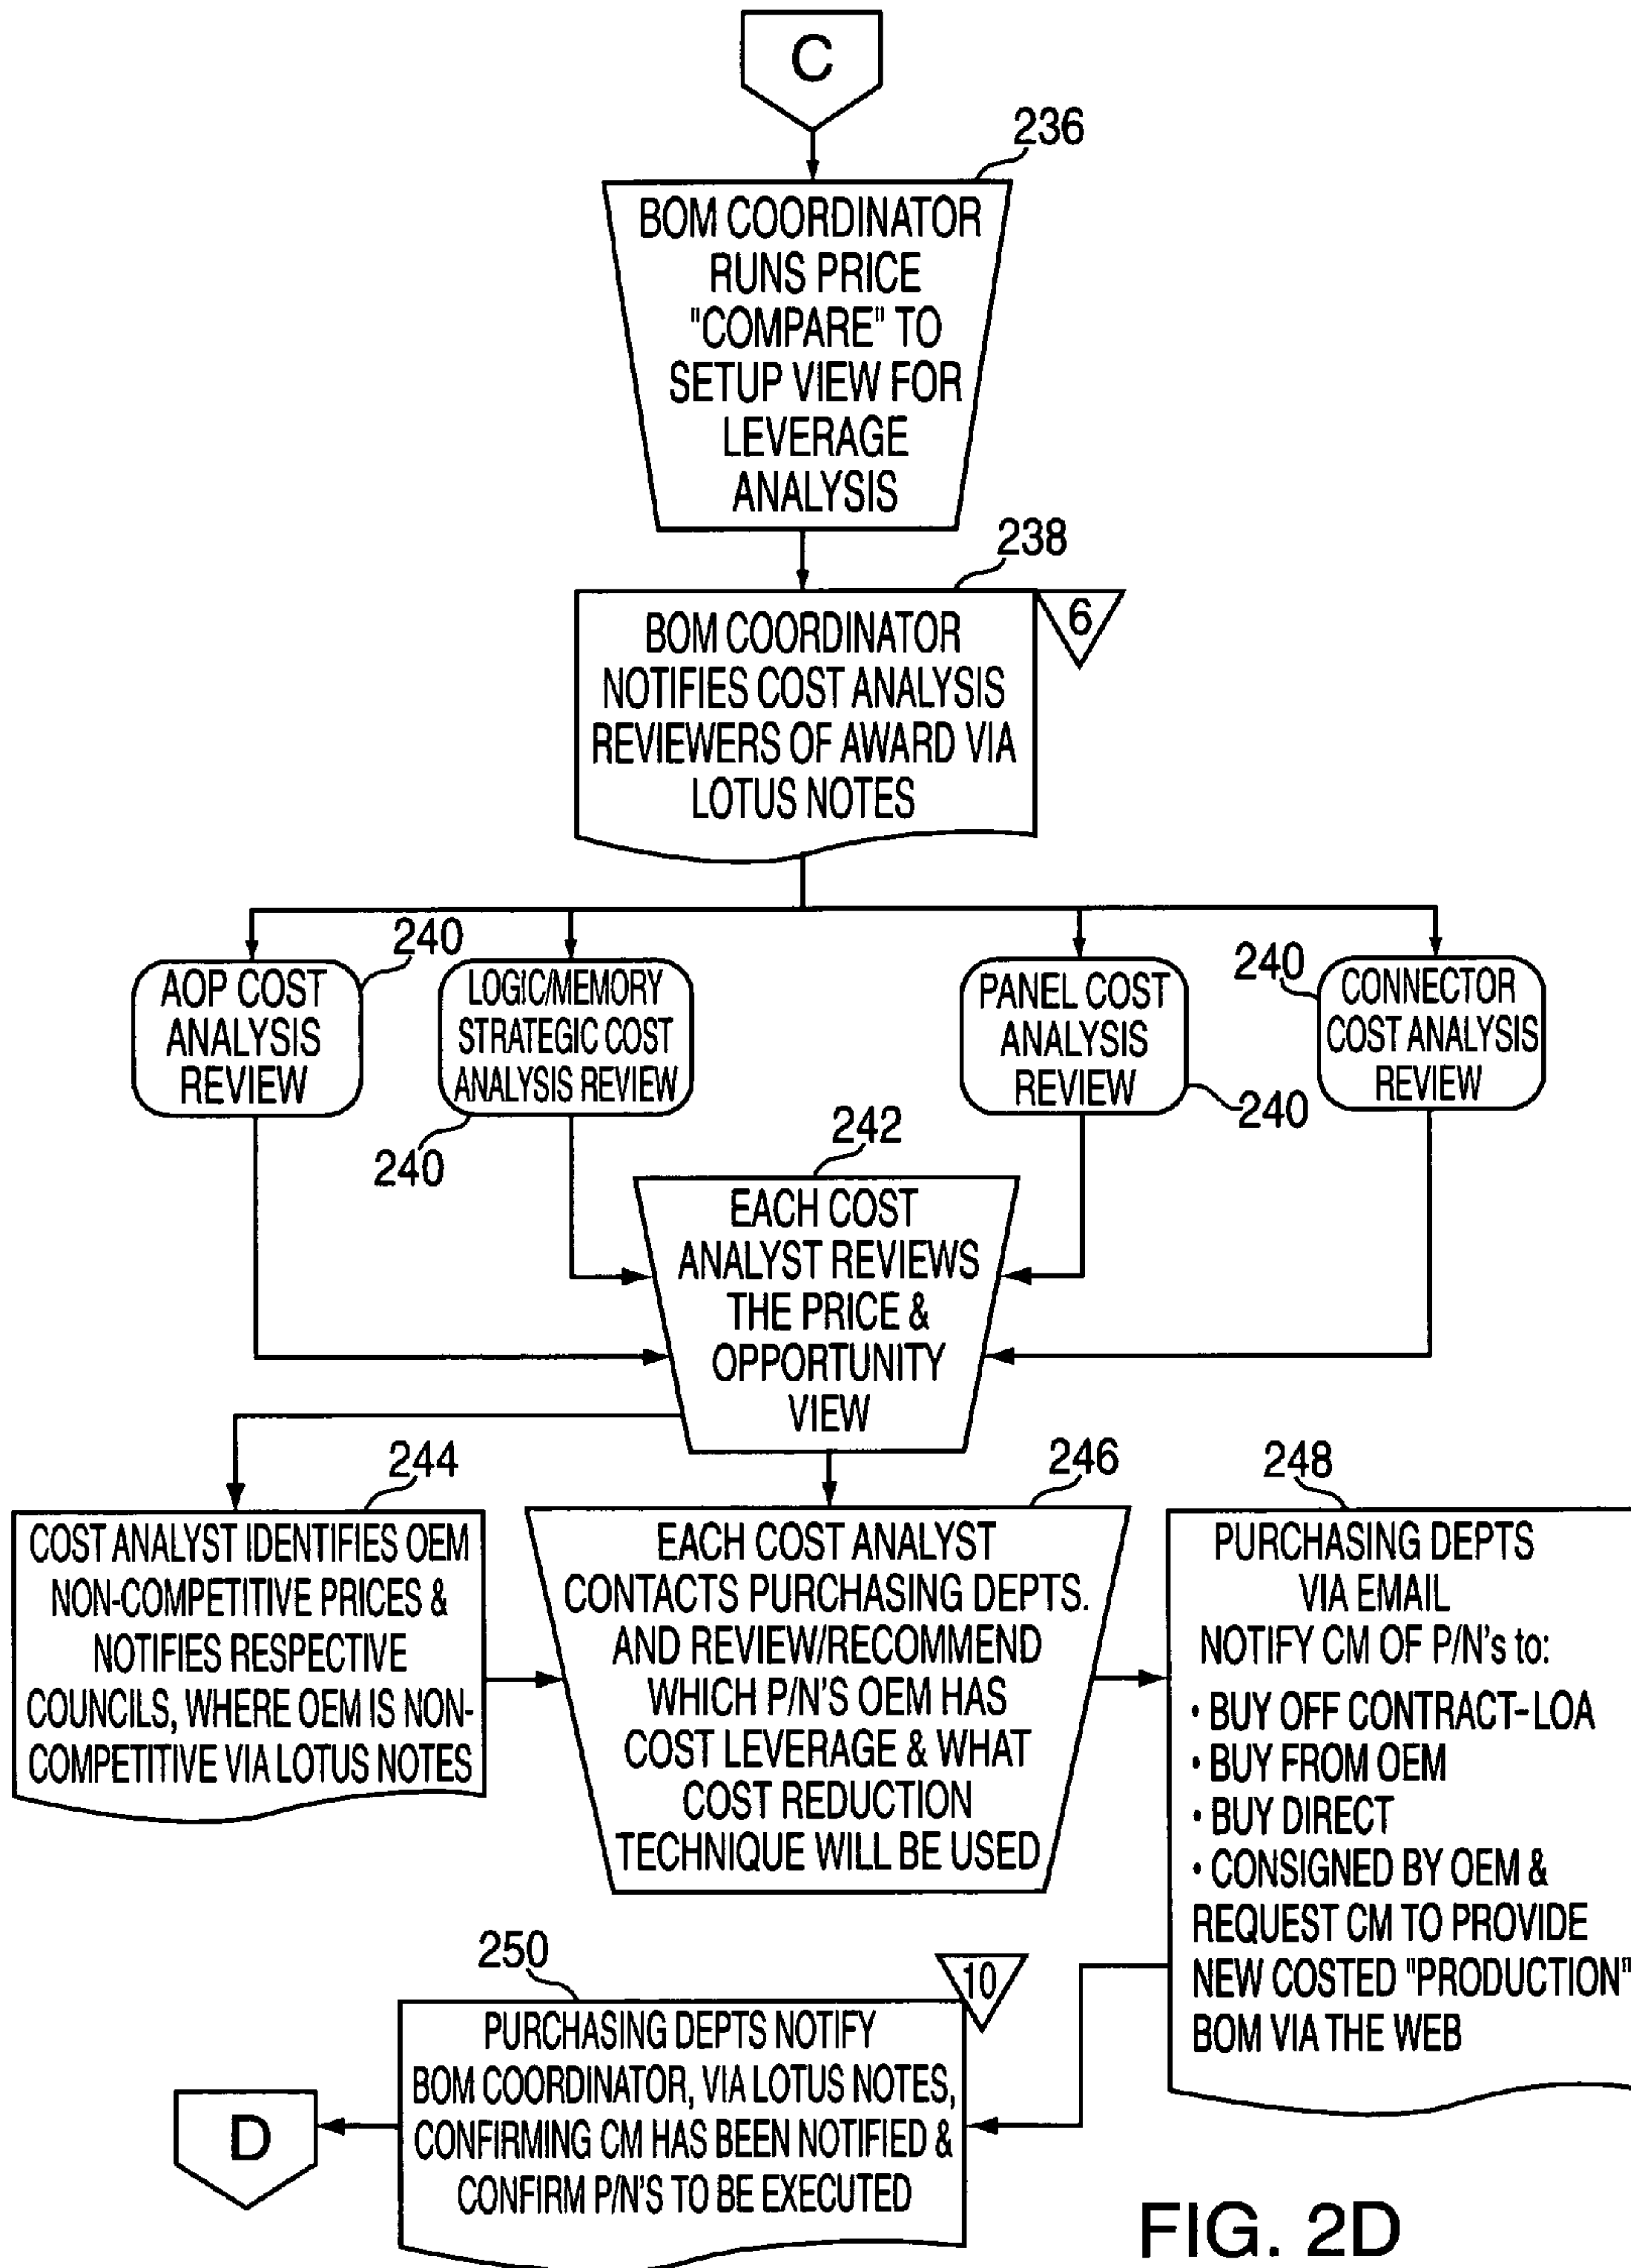 C
236
BOM COORDINATOR
RUNS PRICE
"COMPARE" TO
SETUP VIEW FOR
LEVERAGE
ANALYSIS
238
6
BOM COORDINATOR
NOTIFIES COST ANALYSIS
REVIEWERS OF AWARD VIA
LOTUS NOTES
240
AOP COST
ANALYSIS
REVIEW
LOGIC/MEMORY
STRATEGIC COST
ANALYSIS REVIEW
240
PANEL COST
ANALYSIS
REVIEW
240
240
CONNECTOR
COST ANALYSIS
REVIEW
242
EACH COST
ANALYST REVIEWS
THE PRICE &
OPPORTUNITY
VIEW
244
COST ANALYST IDENTIFIES OEM
NON-COMPETITIVE PRICES &
NOTIFIES RESPECTIVE
COUNCILS, WHERE OEM IS NON-
COMPETITIVE VIA LOTUS NOTES
246
EACH COST ANALYST
CONTACTS PURCHASING DEPTS.
AND REVIEW/RECOMMEND
WHICH P/N'S OEM HAS
COST LEVERAGE & WHAT
COST REDUCTION
TECHNIQUE WILL BE USED
248
PURCHASING DEPTS
VIA EMAIL
NOTIFY CM OF P/N's to:
• BUY OFF CONTRACT-LOA
• BUY FROM OEM
• BUY DIRECT
• CONSIGNED BY OEM &
REQUEST CM TO PROVIDE
NEW COSTED "PRODUCTION"
BOM VIA THE WEB
250
10
PURCHASING DEPTS NOTIFY
BOM COORDINATOR, VIA LOTUS NOTES,
CONFIRMING CM HAS BEEN NOTIFIED &
CONFIRM P/N'S TO BE EXECUTED
D
FIG. 2D